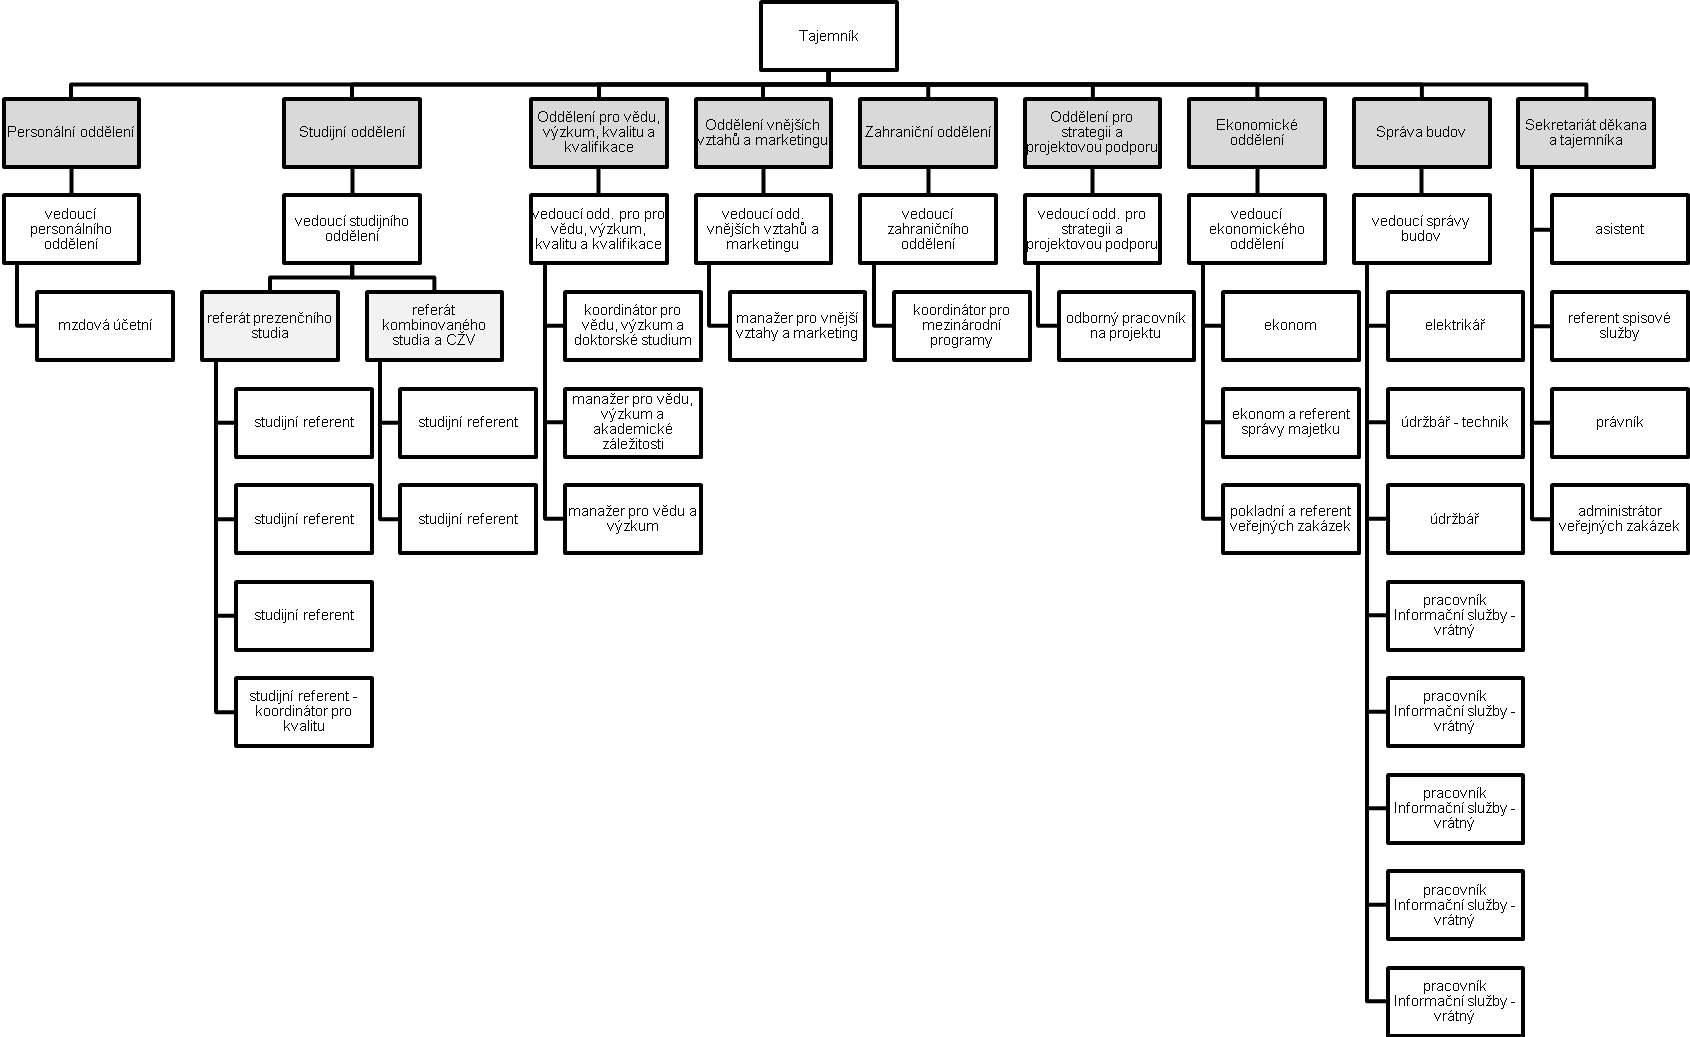 Tajemník
Personální oddělení
Studijní oddělení
Oddělení pro vědu,
výzkum, kvalitu a
kvalifikace
Oddělení vnějších
vztahů a marketingu
Zahraniční oddělení
Oddělení pro
strategii a
projektovou podporu
Ekonomické
oddělení
Správa budov
Sekretariát děkana
a tajemníka
vedoucí
personálního
oddělení
vedoucí studijního
oddělení
vedoucí odd. pro pro
vědu, výzkum,
kvalitu a kvalifikace
vedoucí odd.
vnějších vztahů a
marketingu
vedoucí
zahraničního
oddělení
vedoucí odd. pro
strategii a
projektovou podporu
vedoucí
ekonomického
oddělení
vedoucí správy
budov
asistent
mzdová účetní
referát prezenčního
studia
referát
kombinovaného
studia a CŽV
koordinátor pro
vědu, výzkum a
doktorské studium
manažer pro vnější
vztahy a marketing
koordinátor pro
mezinárodní
programy
odborný pracovník
na projektu
ekonom
elektrikář
referent spisové
služby
studijní referent
studijní referent
manažer pro vědu,
výzkum a
akademické
záležitosti
ekonom a referent
správy majetku
údržbář - technik
právník
studijní referent
studijní referent
manažer pro vědu a
výzkum
pokladní a referent
veřejných zakázek
údržbář
administrátor
veřejných zakázek
studijní referent
pracovník
Informační služby -
vrátný
studijní referent -
koordinátor pro
kvalitu
pracovník
Informační služby -
vrátný
pracovník
Informační služby -
vrátný
pracovník
Informační služby -
vrátný
pracovník
Informační služby -
vrátný